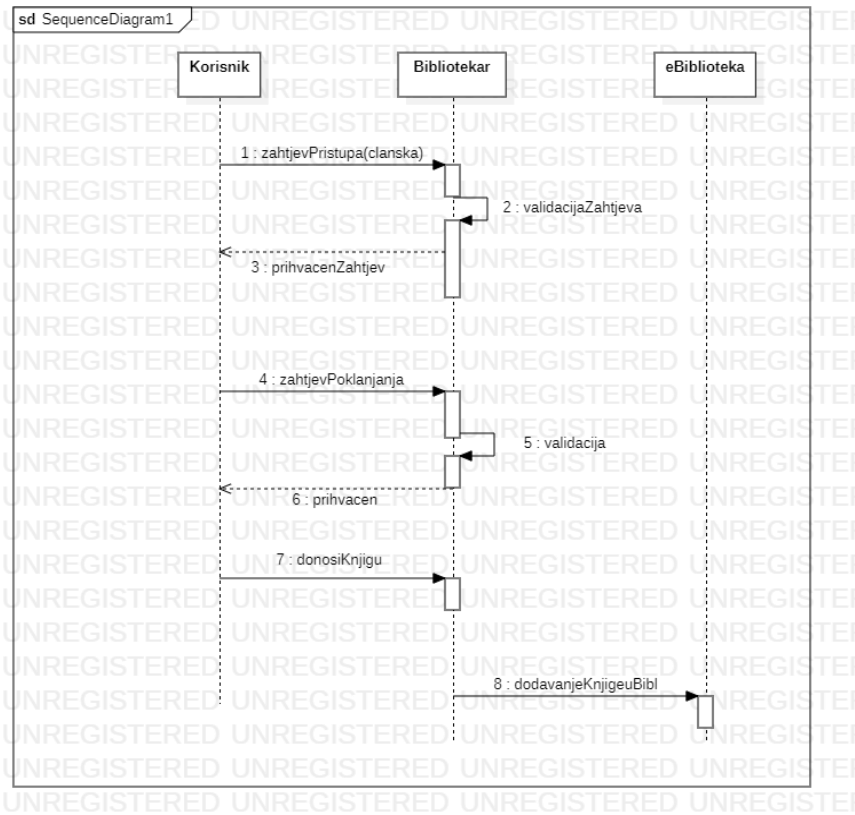 sd SequenceDiagram1
Korisnik
Bibliotekar
eBiblioteka
1 : zahtjevPristupa(clanska)
2 : validacijaZahtjeva
3 : prihvacenZahtjev
4 : zahtjevPoklanjanja
5 : validacija
6 : prihvacen
7 : donosiKnjigu
8 : dodavanjeKnjigeuBibl
UNREGISTERED